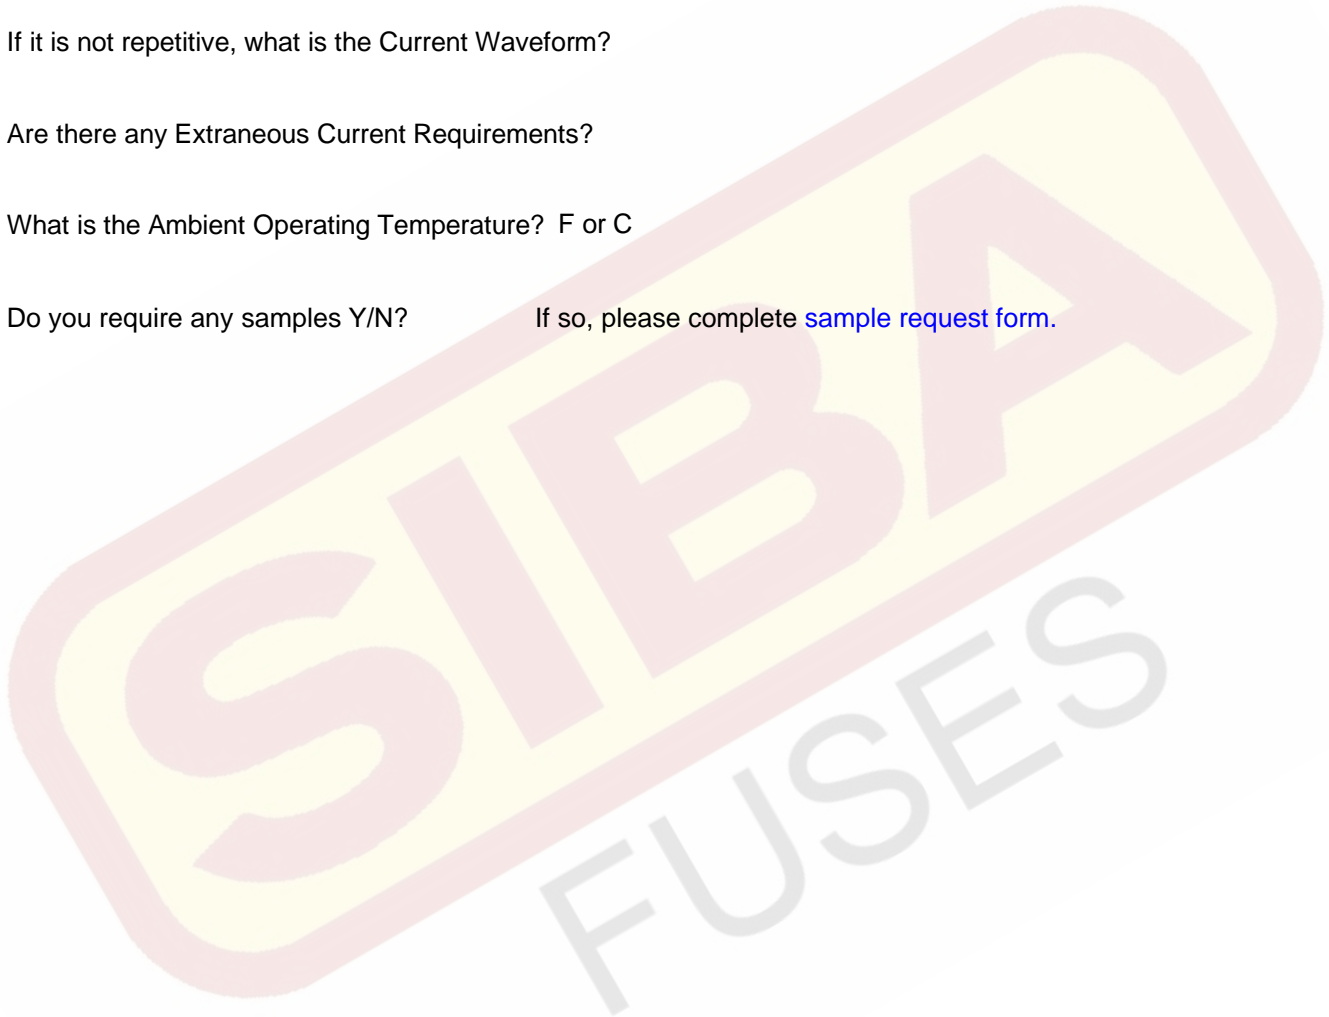 If it is not repetitive, what is the Current Waveform?
Are there any Extraneous Current Requirements?
What is the Ambient Operating Temperature? F or C
Do you require any samples Y/N? If so, please complete sample request form.
SIBA
FUSES